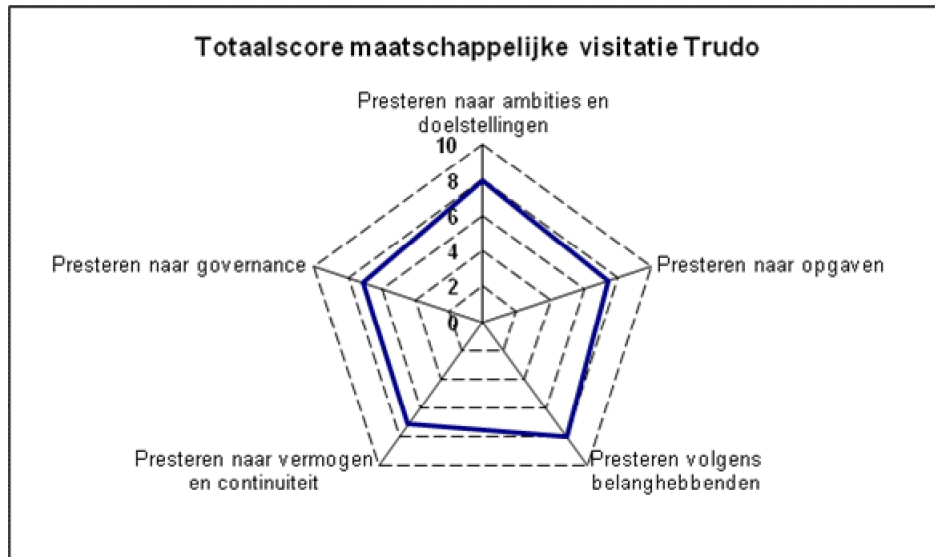 Totaalscore maatschappelijke visitatie Trudo
Presteren naar ambities en
doelstellingen
10
8
6
4
2
0
Presteren naar governance
Presteren naar opgaven
Presteren naar vermogen
en continuiteit
Presteren volgens
belanghebbenden